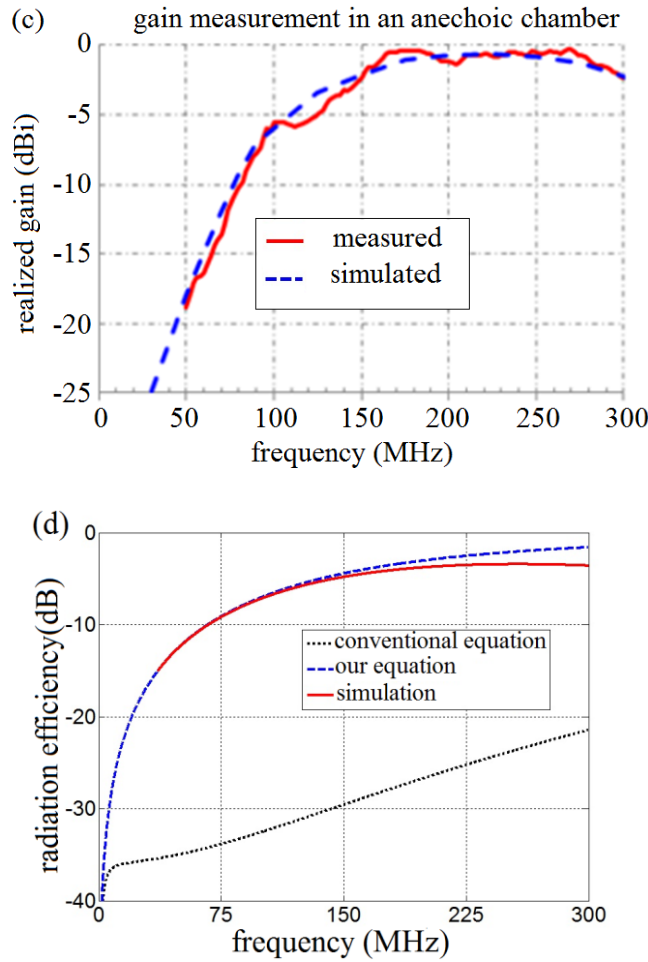 (c) gain measurement in an anechoic chamber
0
-5
-10
-15
-20
-25
realized gain (dBi)
measured
simulated
0 50 100 150 200 250 300
frequency (MHz)
(d)
0
-10
-20
-30
-40
radiation efficiency(dB)
conventional equation
our equation
simulation
0 75 150 225 300
frequency (MHz)